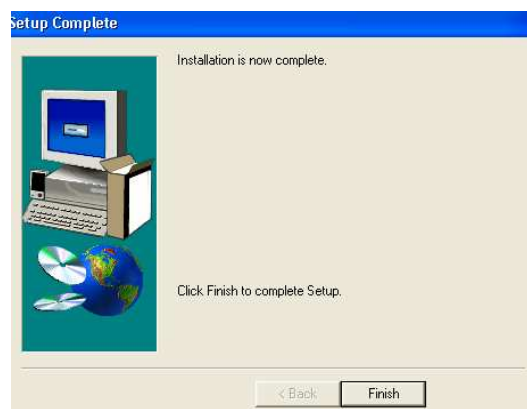 Setup Complete
Installation is now complete.
Click Finish to complete Setup.
< Back
Finish